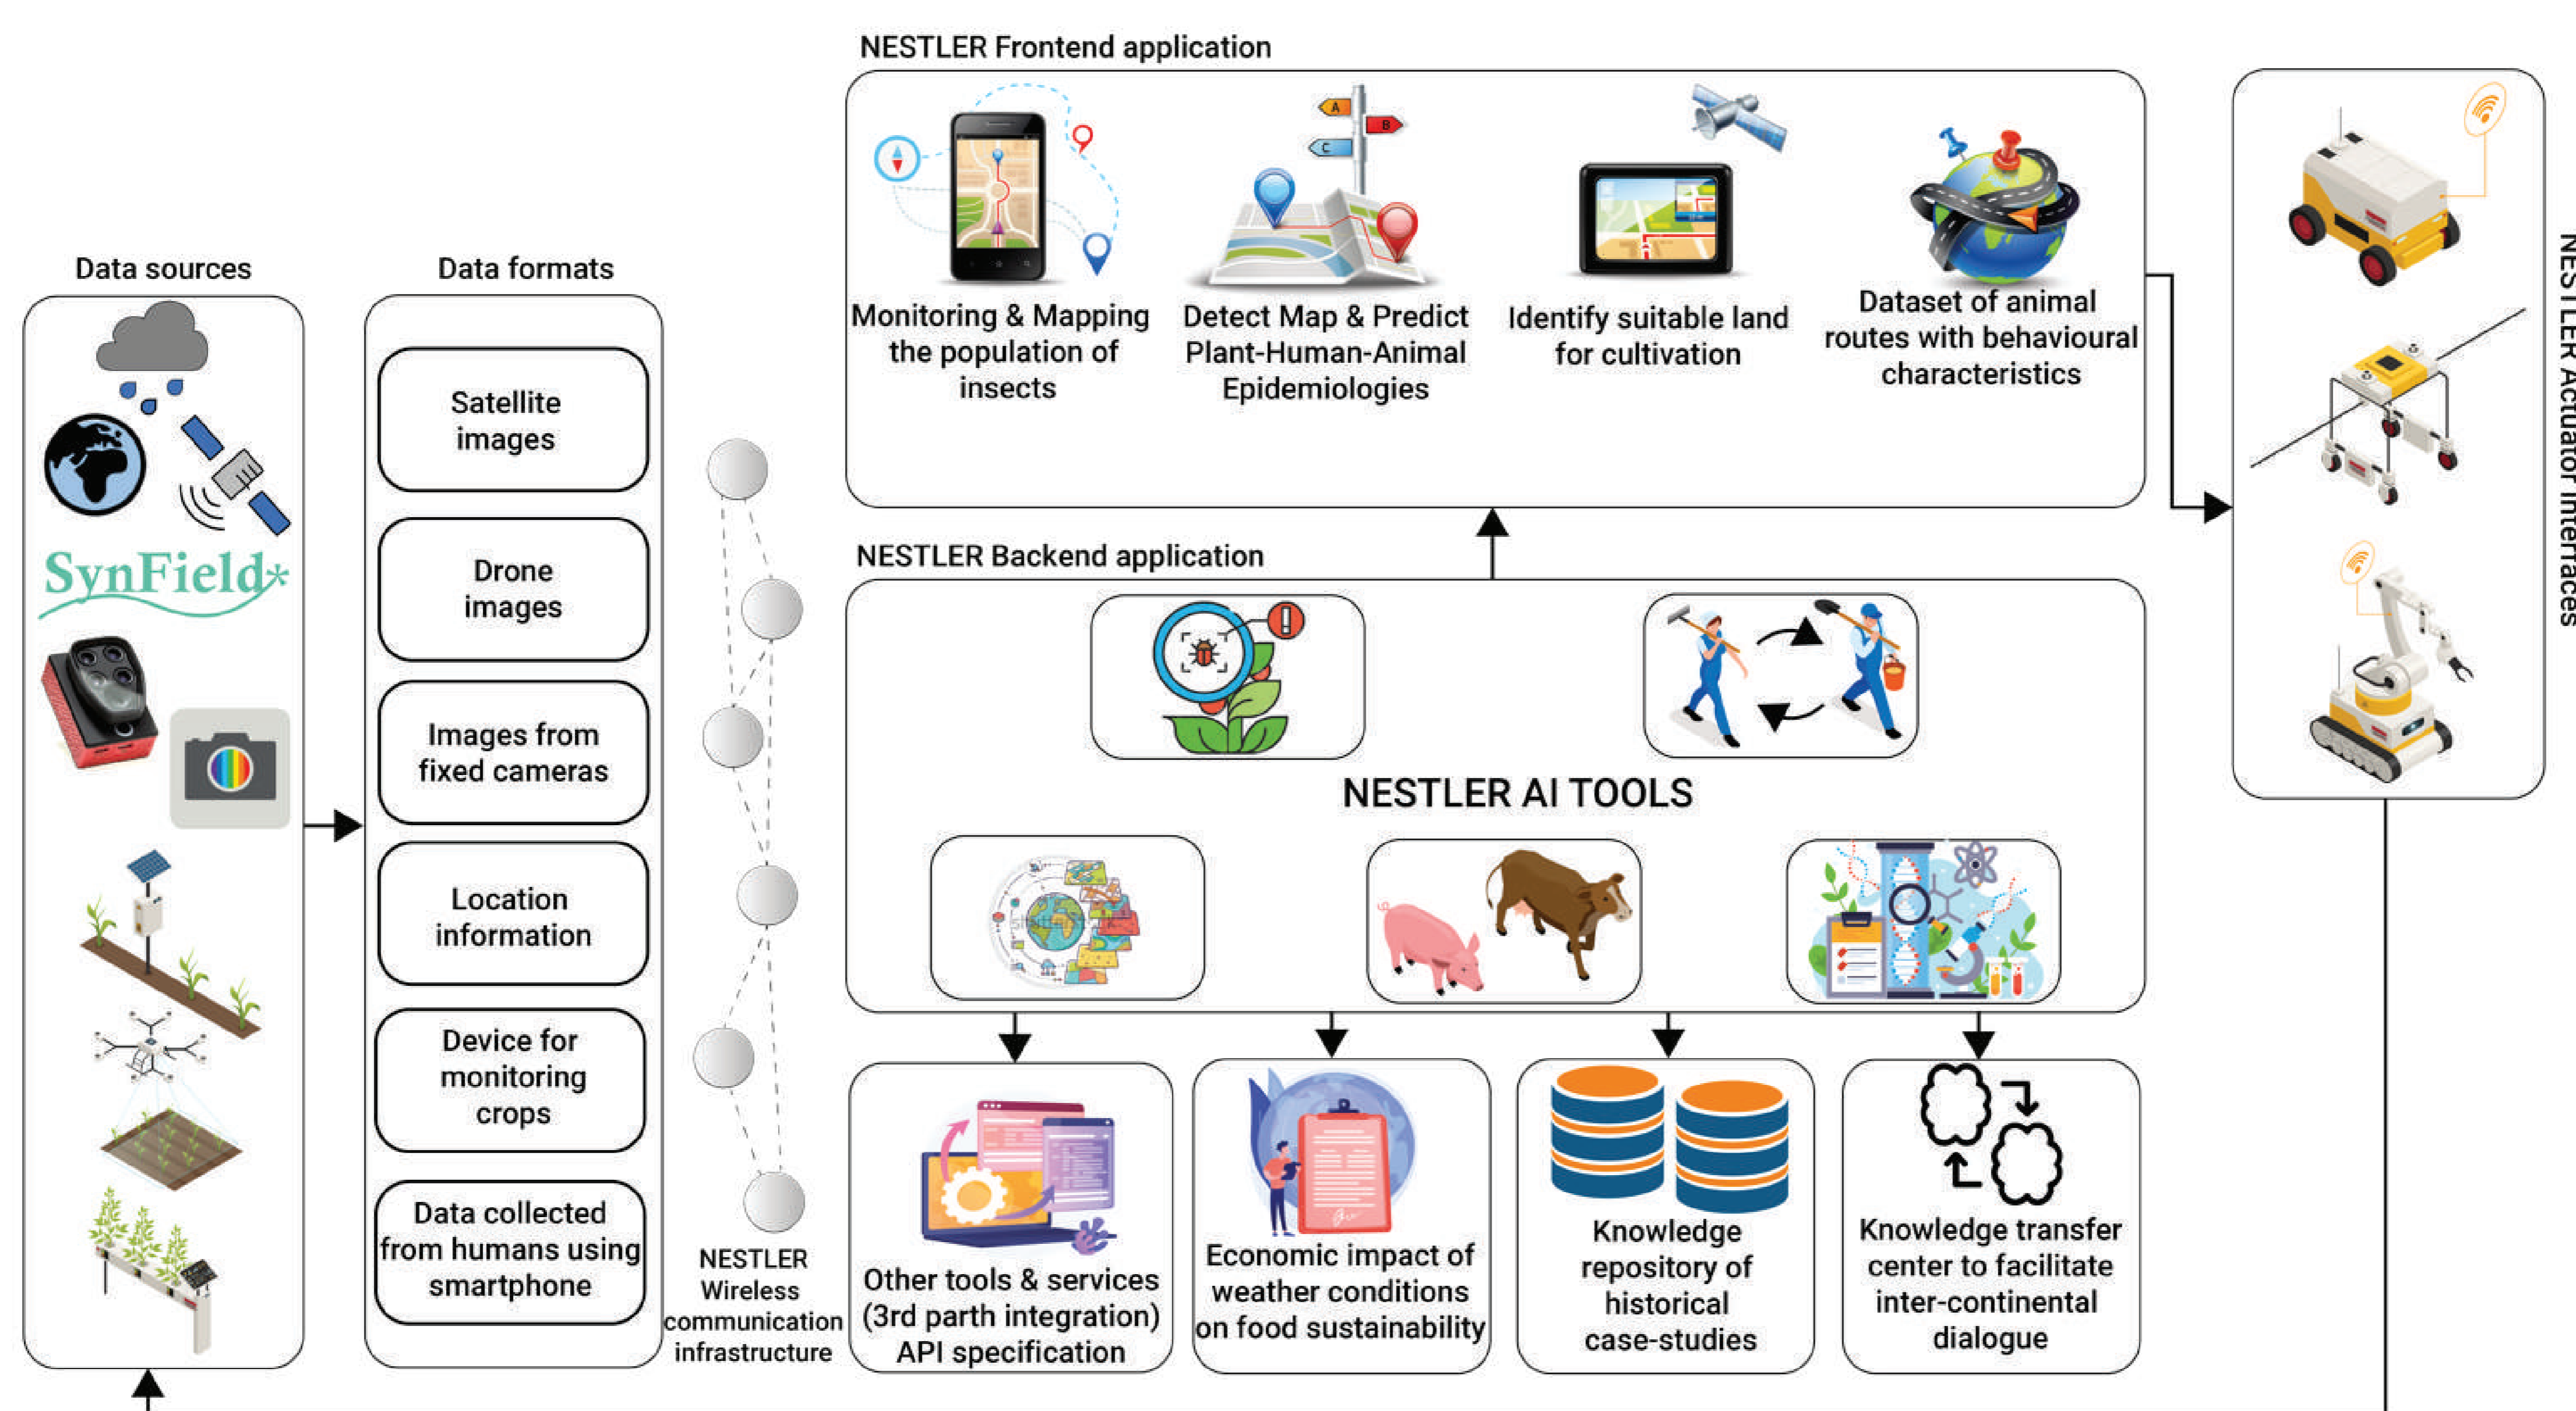 NESTLER Frontend application
Monitoring & Mapping
the population of
insects
A
B
C
Detect Map & Predict
Plant-Human-Animal
Epidemiologies
Identify suitable land
for cultivation
Dataset of animal
routes with behavioural
characteristics
NESTLER Actuator Interfaces
Data sources
SynField*
Data formats
Satellite
images
Drone
images
Images from
fixed cameras
Location
information
Device for
monitoring
crops
Data collected
from humans using
smartphone
NESTLER
Wireless
communication
infrastructure
NESTLER Backend application
NESTLER AI TOOLS
Other tools & services
(3rd parth integration)
API specification
Economic impact of
weather conditions
on food sustainability
Knowledge
repository of
historical
case-studies
Knowledge transfer
center to facilitate
inter-continental
dialogue